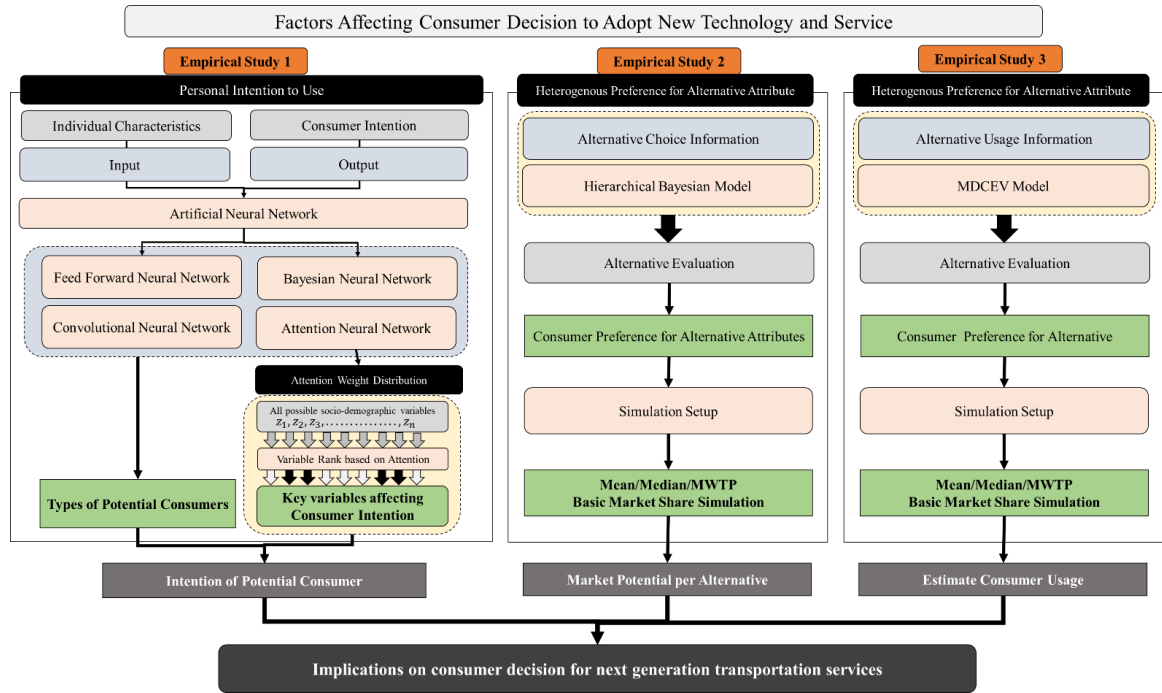 Factors Affecting Consumer Decision to Adopt New Technology and Service
Empirical Study 1
Personal Intention to Use
Individual Characteristics
Consumer Intention
Input
Output
Artificial Neural Network
Feed Forward Neural Network
Bayesian Neural Network
Convolutional Neural Network
Attention Neural Network
Attention Weight Distribution
All possible socio-demographic variables
z₁, z₂, z₃, . . . . . . . . . . . . . . . , zₙ
Variable Rank based on Attention
Types of Potential Consumers
Key variables affecting
Consumer Intention
Intention of Potential Consumer
Empirical Study 2
Heterogenous Preference for Alternative Attribute
Alternative Choice Information
Hierarchical Bayesian Model
Alternative Evaluation
Consumer Preference for Alternative Attributes
Simulation Setup
Mean/Median/MWTP
Basic Market Share Simulation
Market Potential per Alternative
Empirical Study 3
Heterogenous Preference for Alternative Attribute
Alternative Usage Information
MDCEV Model
Alternative Evaluation
Consumer Preference for Alternative
Simulation Setup
Mean/Median/MWTP
Basic Market Share Simulation
Estimate Consumer Usage
Implications on consumer decision for next generation transportation services